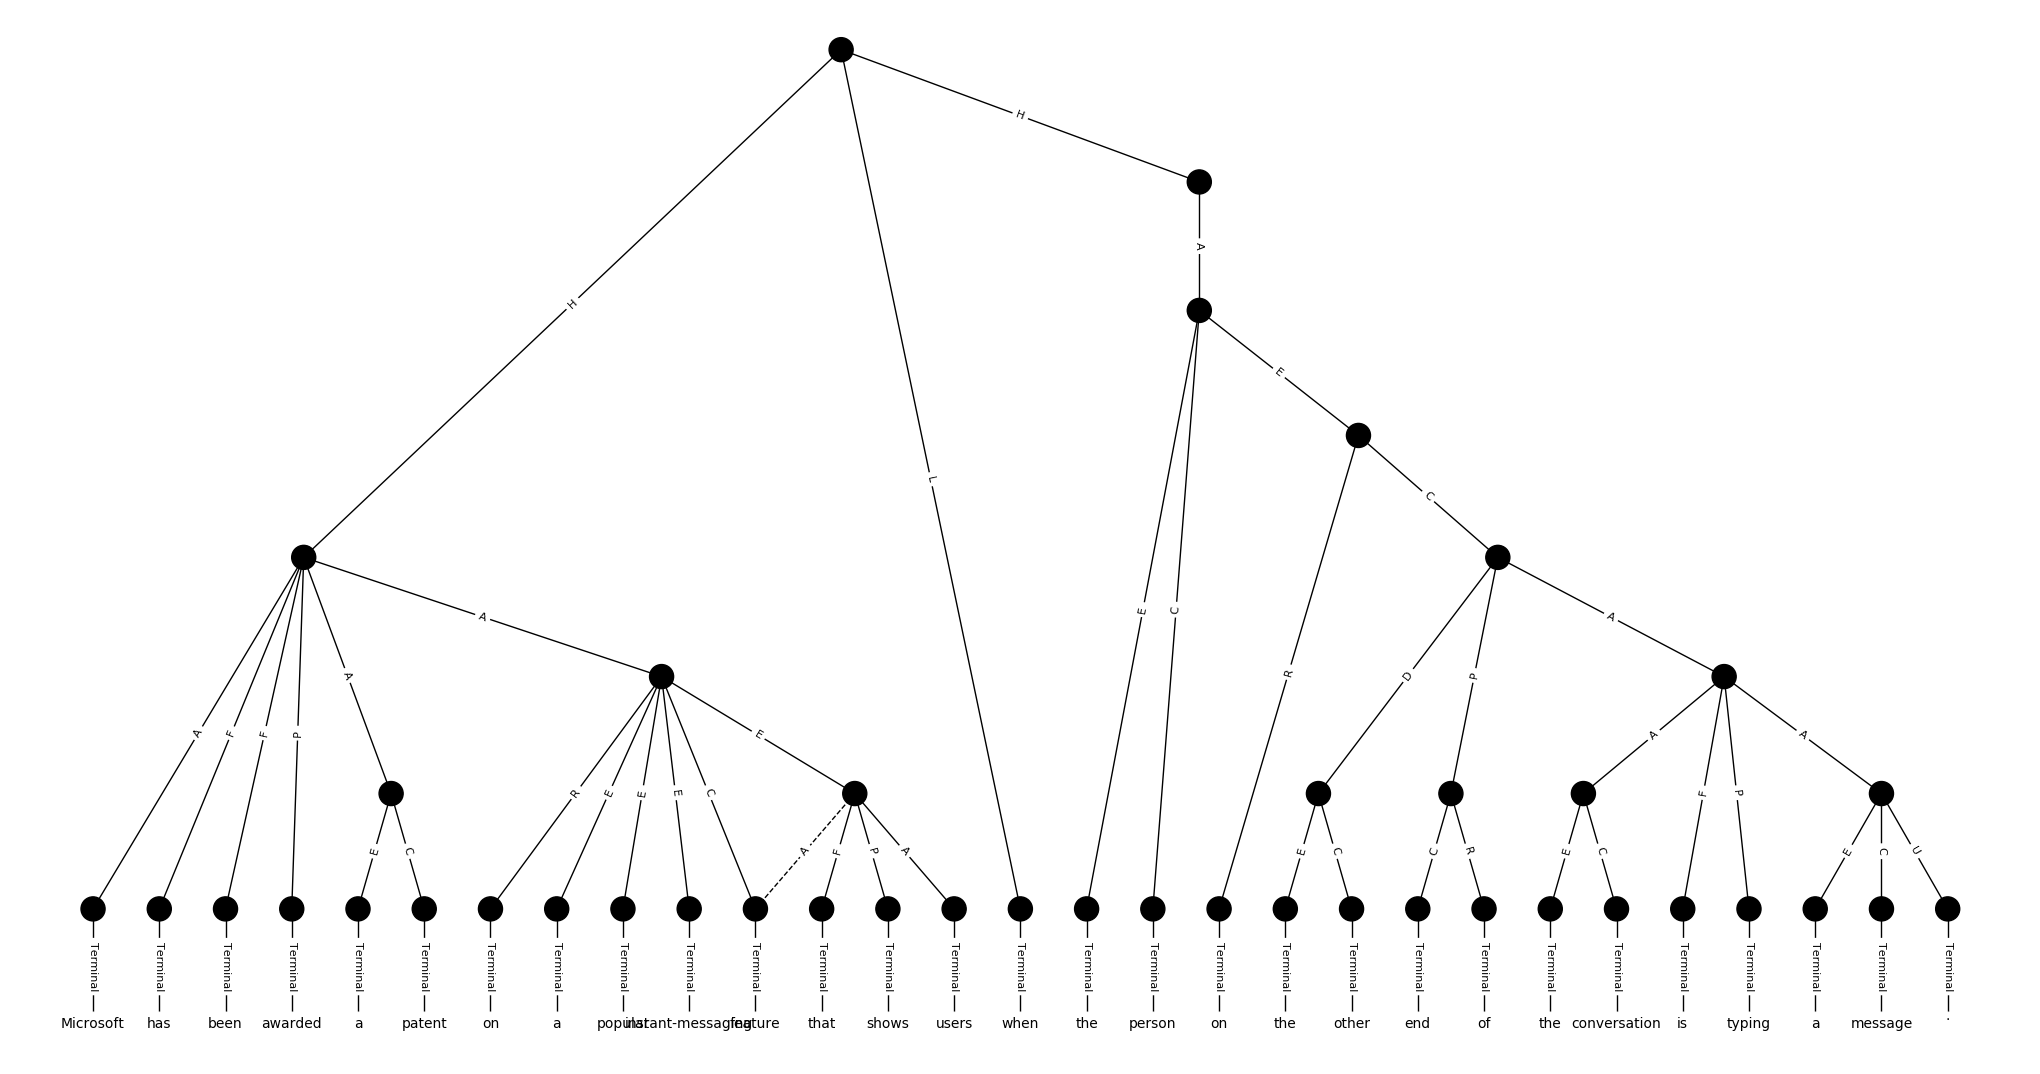 H
A
H
E
C
L
A
A
E
C
D
P
A
R
A
E
A
A
A
F
F
P
R
E
E
E
C
F
P
E
C
A
F
P
A
E
C
C
R
E
C
E
C
U
Terminal Terminal Terminal Terminal Terminal Terminal Terminal Terminal Terminal Terminal Terminal Terminal Terminal Terminal Terminal Terminal Terminal Terminal Terminal Terminal Terminal Terminal Terminal Terminal Terminal Terminal Terminal Terminal Terminal
Microsoft has been awarded a patent on a popular instant-messaging feature that shows users when the person on the other end of the conversation is typing a message .